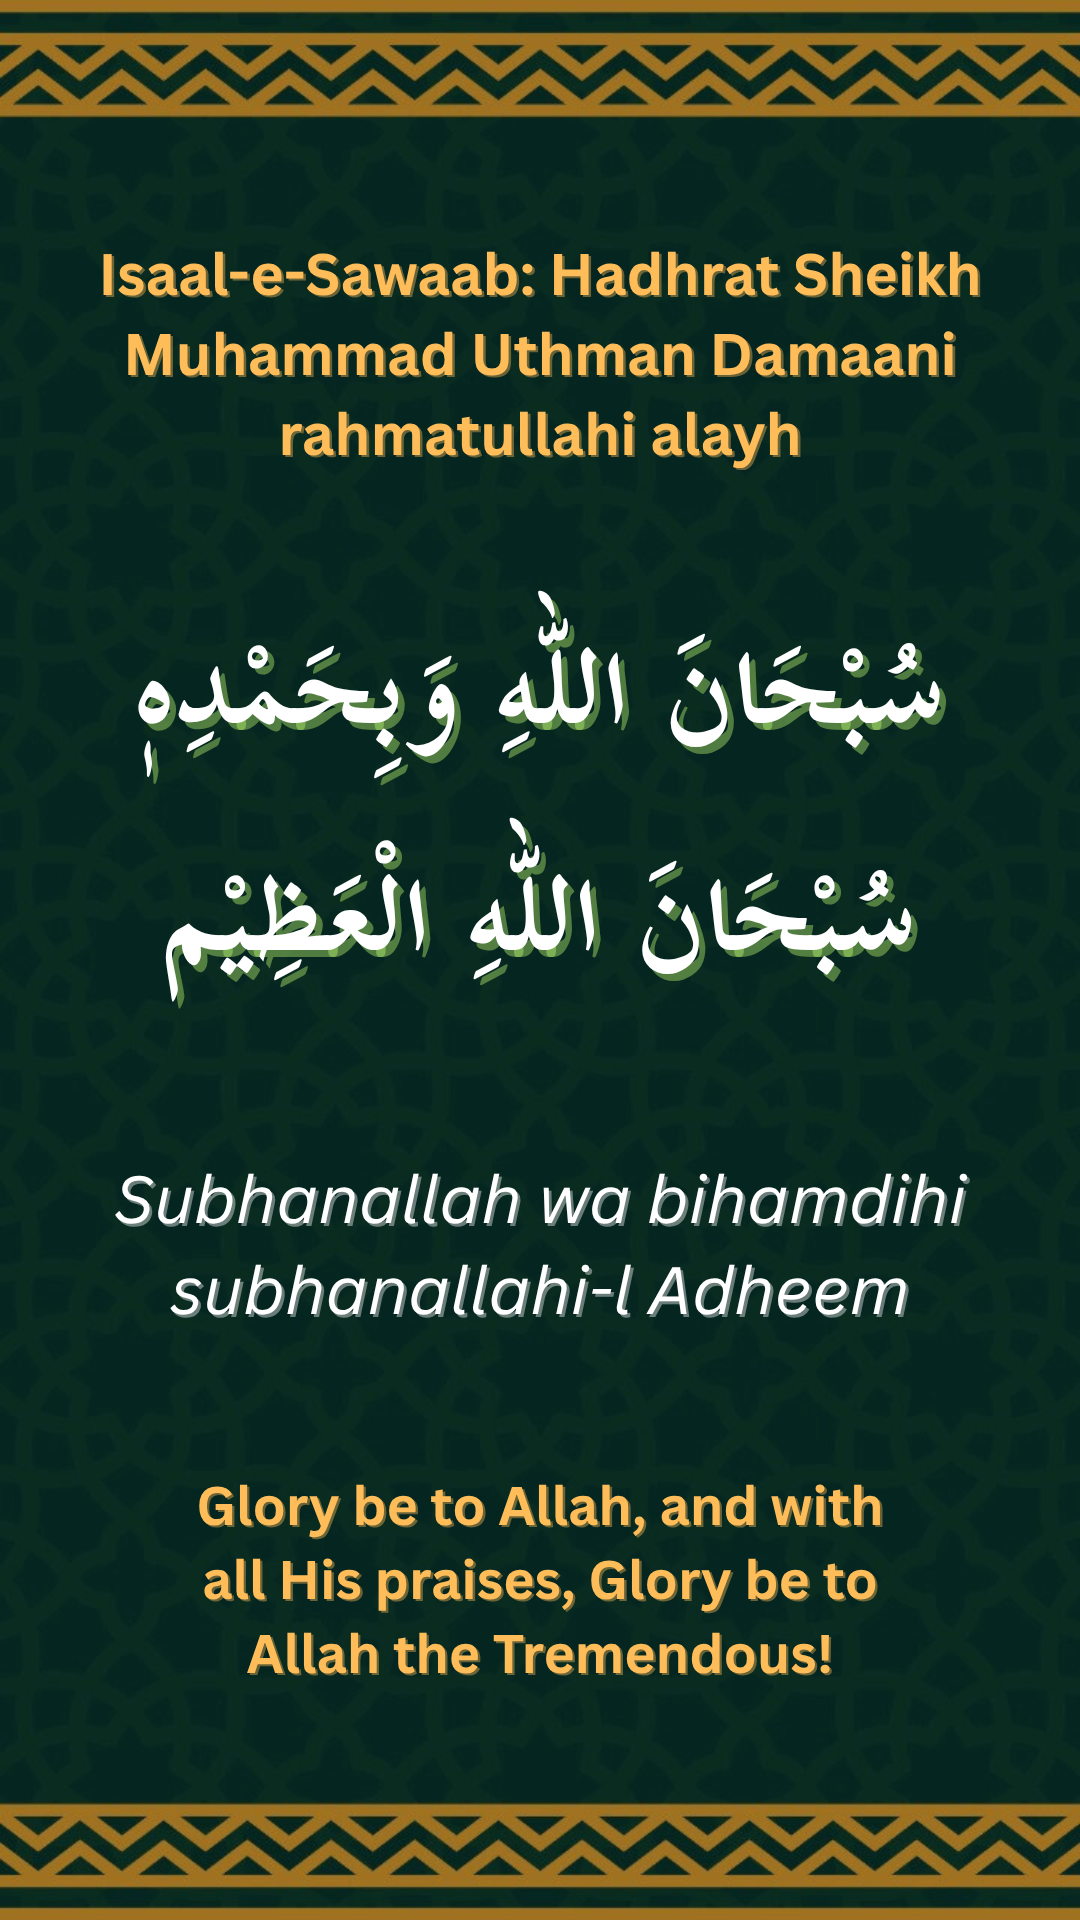 Isaal-e-Sawaab: Hadhrat Sheikh
Muhammad Uthman Damaani
rahmatullahi alayh
سُبْحَانَ اللّٰهِ وَبِحَمْدِهٖ
سُبْحَانَ اللّٰهِ الْعَظِيْم
Subhanallah wa bihamdihi
subhanallahi-l Adheem
Glory be to Allah, and with
all His praises, Glory be to
Allah the Tremendous!